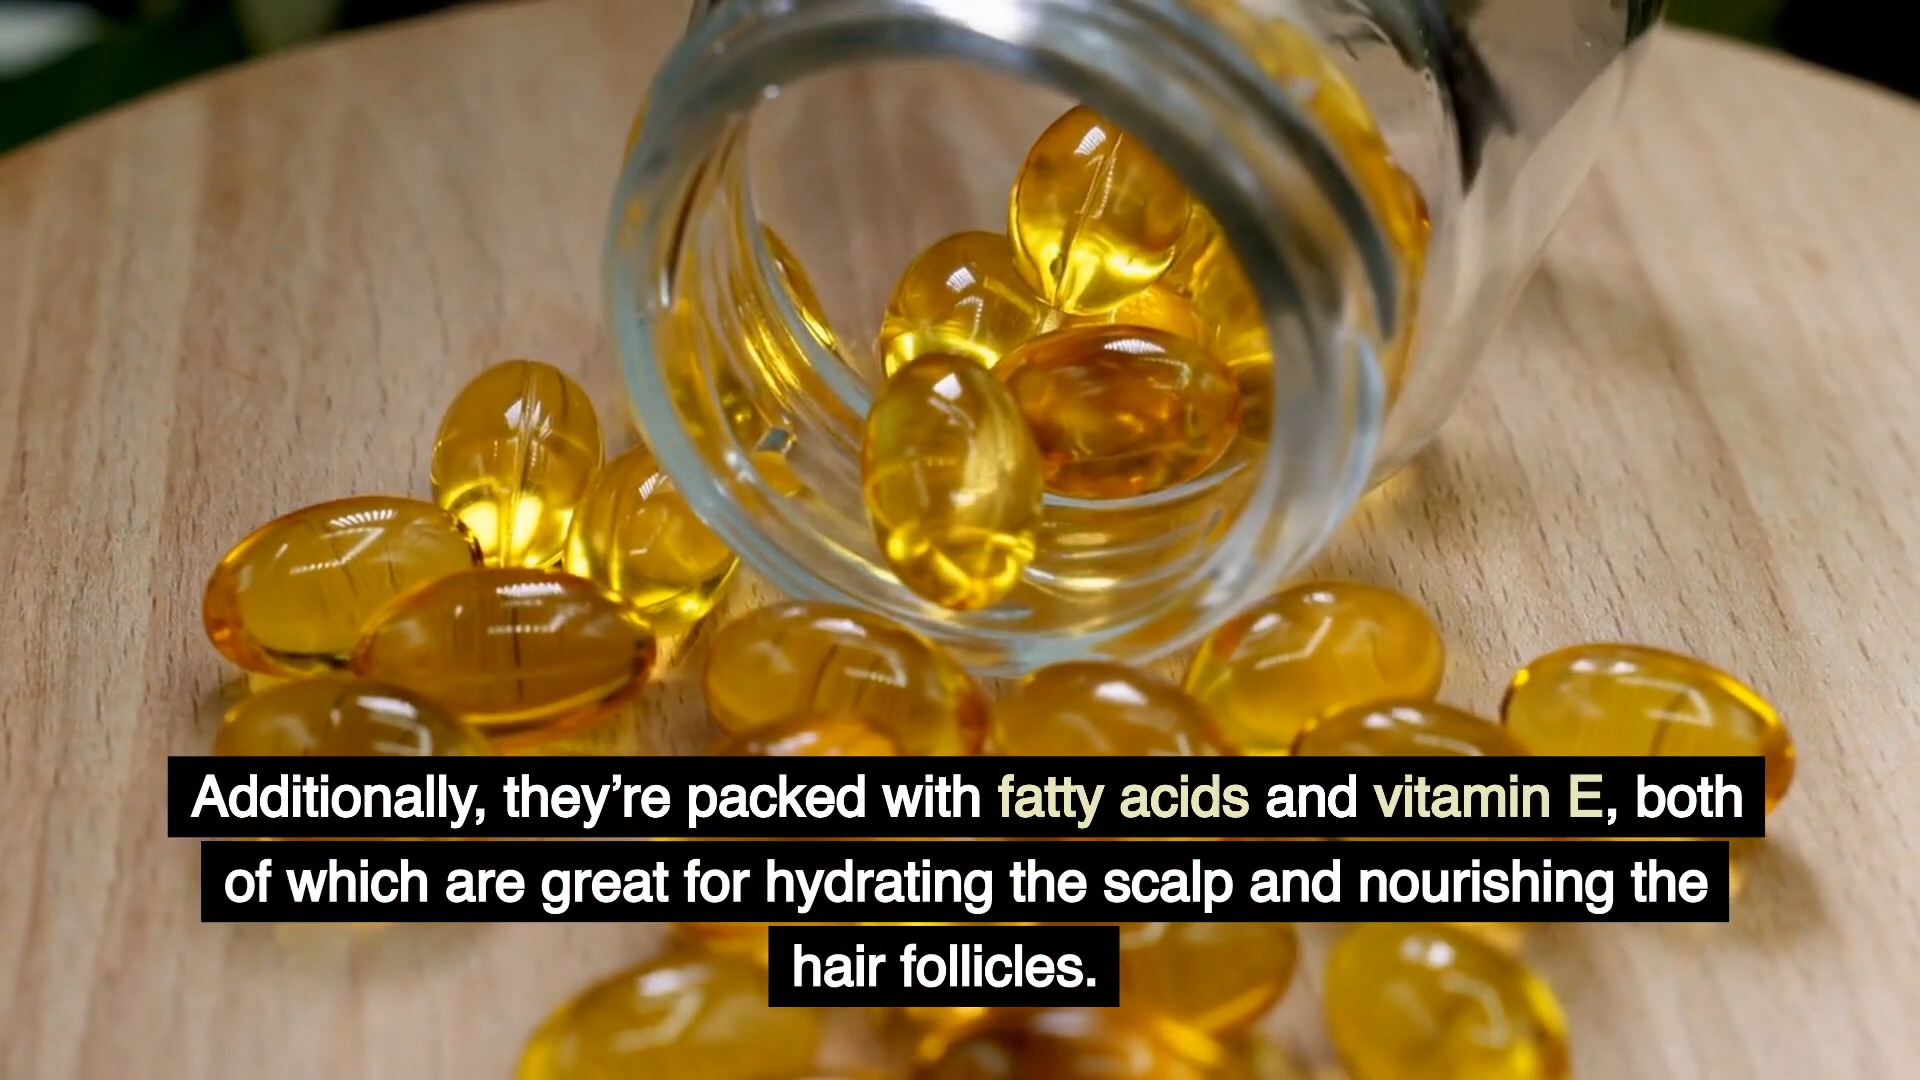 Additionally, they’re packed with fatty acids and vitamin E, both
of which are great for hydrating the scalp and nourishing the
hair follicles.